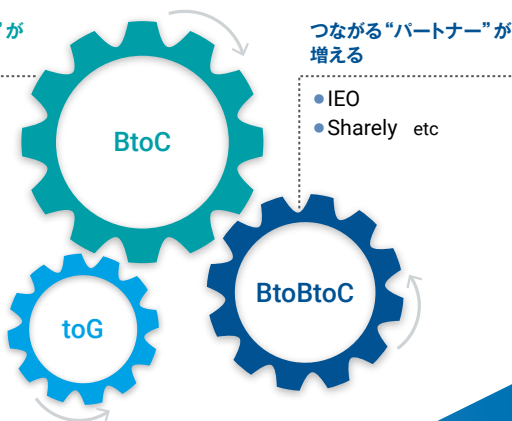 ”が
つながる“パートナー”が
増える
● IEO
● Sharely etc
BtoC
BtoBtoC
toG